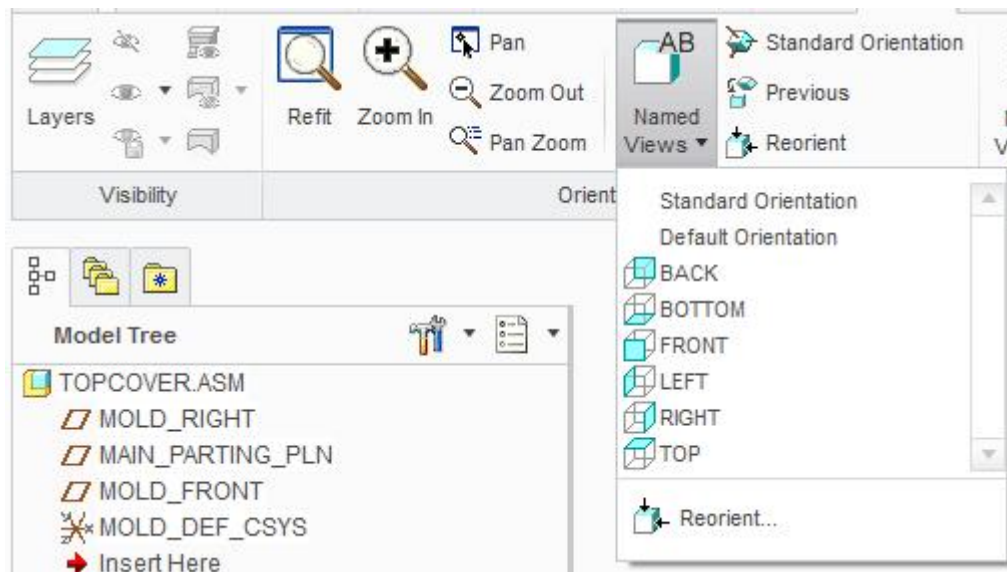 Layers
Refit
Zoom In
Pan
Zoom Out
Pan Zoom
AB
Named
Views
Standard Orientation
Previous
Reorient
V
Visibility
Orient
Standard Orientation
Default Orientation
BACK
BOTTOM
FRONT
LEFT
RIGHT
TOP
Reorient...
Model Tree
TOPCOVER.ASM
MOLD_RIGHT
MAIN_PARTING_PLN
MOLD_FRONT
MOLD_DEF_CSYS
Insert Here